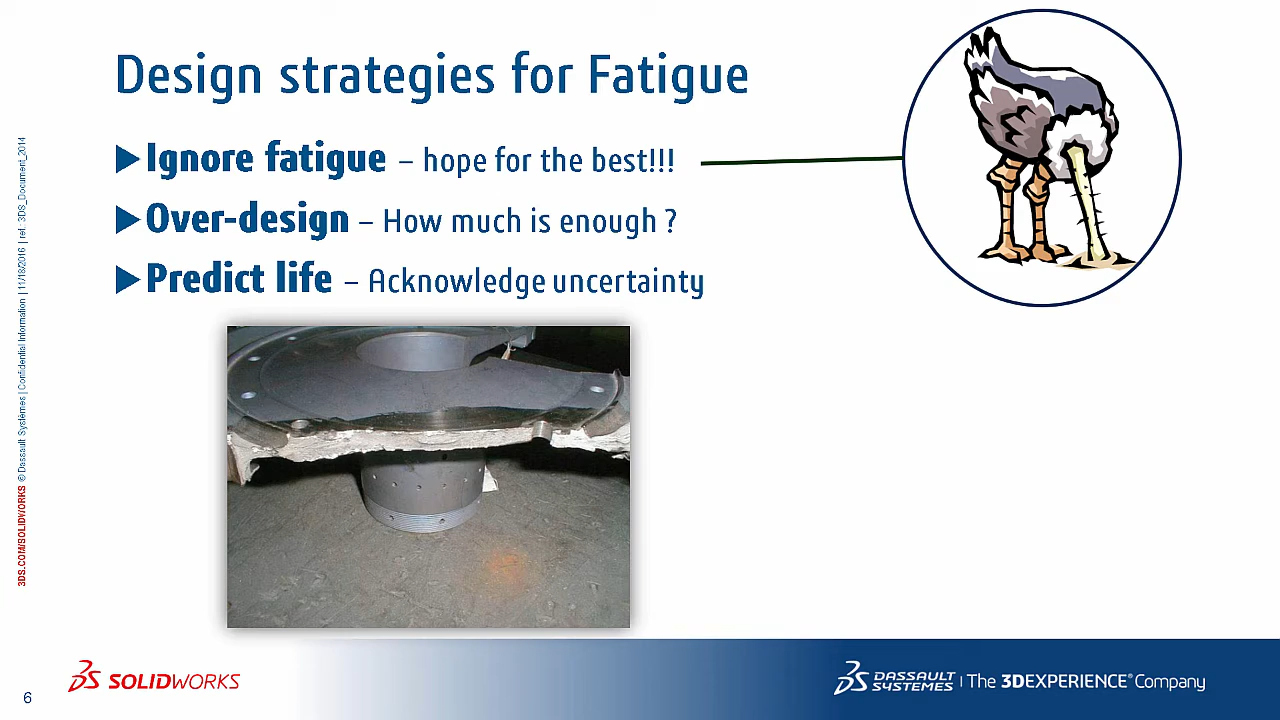 Design strategies for Fatigue
▶Ignore fatigue – hope for the best!!!
▶Over-design – How much is enough ?
▶Predict life – Acknowledge uncertainty
3DS.COM/SOLIDWORKS © Dassault Systèmes | Confidential Information | 11/18/2016 | ref.: 3DS_Document_2014
6
SOLIDWORKS
DASSAULT SYSTEMES | The 3DEXPERIENCE® Company